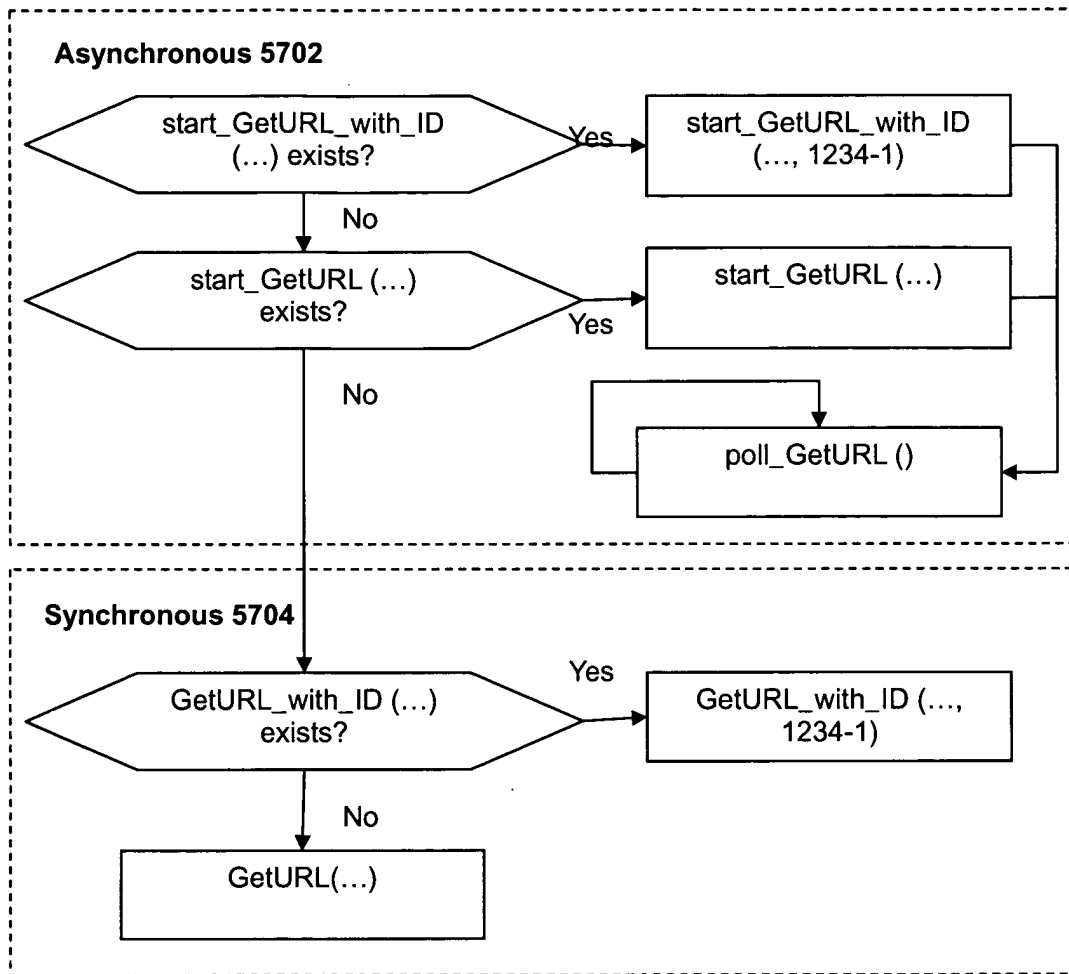 Asynchronous 5702
start_GetURL_with_ID
(...) exists?
Yes
start_GetURL_with_ID
(..., 1234-1)
No
start_GetURL (...)
exists?
Yes
start_GetURL (...)
No
poll_GetURL ()
Synchronous 5704
GetURL_with_ID (...)
exists?
Yes
GetURL_with_ID (...,
1234-1)
No
GetURL(...)